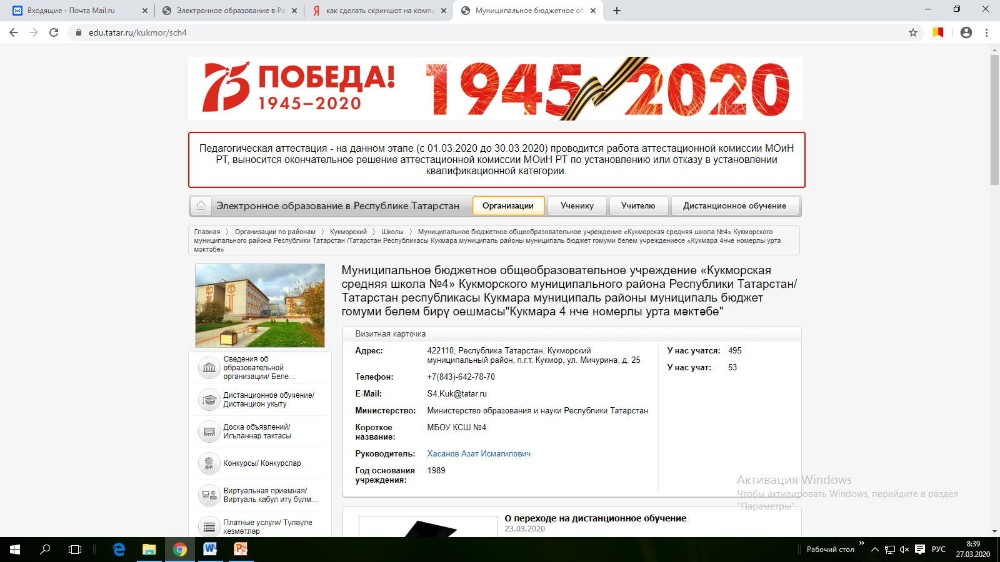 Входящие - Почта Mail.ru
Электронное образование в Ре
как сделать скриншот на компь
Муниципальное бюджетное об
edu.tatar.ru/kukmor/sch4
75 ПОБЕДА!
1945–2020
1945 2020
Педагогическая аттестация - на данном этапе (с 01.03.2020 до 30.03.2020) проводится работа аттестационной комиссии МОиН
РТ, выносится окончательное решение аттестационной комиссии МОиН РТ по установлению или отказу в установлении
квалификационной категории.
Электронное образование в Республике Татарстан
Организации
Ученику
Учителю
Дистанционное обучение
Главная > Организации по районам > Кукморский > Школы > Муниципальное бюджетное общеобразовательное учреждение «Кукморская средняя школа №4» Кукморского
муниципального района Республики Татарстан /Татарстан Республикасы Кукмара муниципаль районы муниципаль бюджет гомуми белем учреждениесе «Кукмара 4нче номерлы урта
мәктәбе»
Муниципальное бюджетное общеобразовательное учреждение «Кукморская
средняя школа №4» Кукморского муниципального района Республики Татарстан/
Татарстан республикасы Кукмара муниципаль районы муниципаль бюджет
гомуми белем бирү оешмасы"Кукмара 4 нче номерлы урта мәктәбе"
Сведения об
образовательной
организации/ Беле...
Дистанционное обучение/
Дистанцион укыту
Доска объявлений/
Игъланнар тактасы
Конкурсы/ Конкурслар
Виртуальная приемная/
Виртуаль кабул итү бүлм...
Платные услуги/ Түләүле
хезмәтләр
Визитная карточка
Адрес: 422110, Республика Татарстан, Кукморский
муниципальный район, п.г.т. Кукмор, ул. Мичурина, д. 25
Телефон: +7(843)-642-78-70
E-Mail: S4.Kuk@tatar.ru
Министерство: Министерство образования и науки Республики Татарстан
Короткое МБОУ КСШ №4
название:
Руководитель: Хасанов Азат Исмагилович
Год основания 1989
учреждения:
У нас учатся: 495
У нас учат: 53
Активация Windows
Чтобы активировать Windows, перейдите в раздел
"Параметры".
О переходе на дистанционное обучение
23.03.2020
Рабочий стол
РУС
8:39
27.03.2020